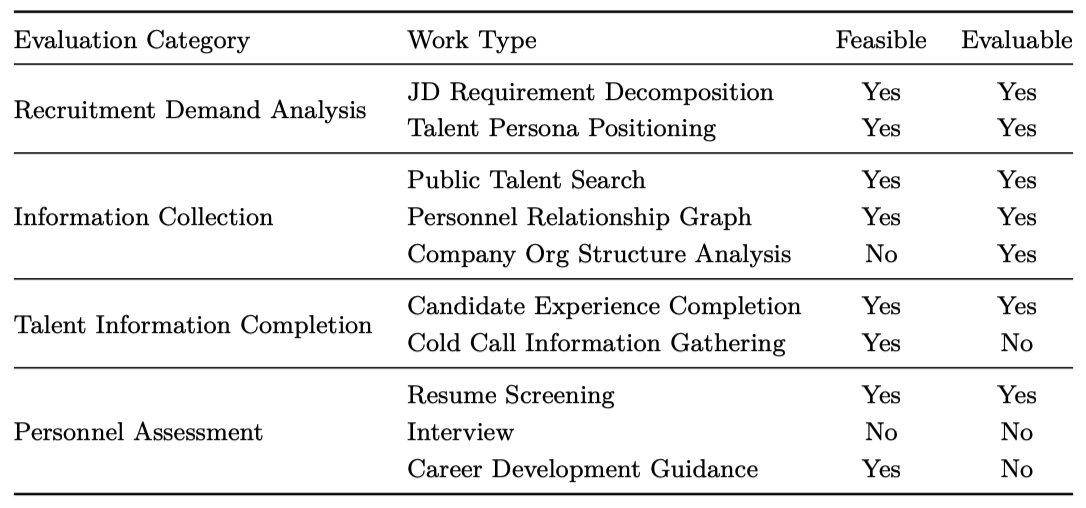 Evaluation Category Work Type Feasible Evaluable
Recruitment Demand Analysis
JD Requirement Decomposition Yes Yes
Talent Persona Positioning Yes Yes
Information Collection
Public Talent Search Yes Yes
Personnel Relationship Graph Yes Yes
Company Org Structure Analysis No Yes
Talent Information Completion
Candidate Experience Completion Yes Yes
Cold Call Information Gathering Yes No
Personnel Assessment
Resume Screening Yes Yes
Interview No No
Career Development Guidance Yes No